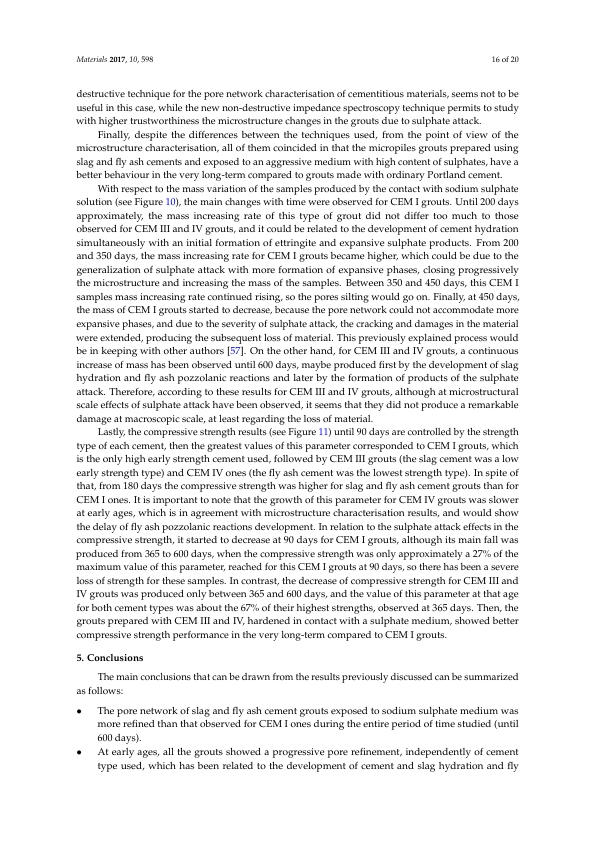 Materials 2017, 10, 598
16 of 20
destructive technique for the pore network characterisation of cementitious materials, seems not to be
useful in this case, while the new non-destructive impedance spectroscopy technique permits to study
with higher trustworthiness the microstructure changes in the grouts due to sulphate attack.
Finally, despite the differences between the techniques used, from the point of view of the
microstructure characterisation, all of them coincided in that the micropiles grouts prepared using
slag and fly ash cements and exposed to an aggressive medium with high content of sulphates, have a
better behaviour in the very long-term compared to grouts made with ordinary Portland cement.
With respect to the mass variation of the samples produced by the contact with sodium sulphate
solution (see Figure 10), the main changes with time were observed for CEM I grouts. Until 200 days
approximately, the mass increasing rate of this type of grout did not differ too much to those
observed for CEM III and IV grouts, and it could be related to the development of cement hydration
simultaneously with an initial formation of ettringite and expansive sulphate products. From 200
and 350 days, the mass increasing rate for CEM I grouts became higher, which could be due to the
generalization of sulphate attack with more formation of expansive phases, closing progressively
the microstructure and increasing the mass of the samples. Between 350 and 450 days, this CEM I
samples mass increasing rate continued rising, so the pores silting would go on. Finally, at 450 days,
the mass of CEM I grouts started to decrease, because the pore network could not accommodate more
expansive phases, and due to the severity of sulphate attack, the cracking and damages in the material
were extended, producing the subsequent loss of material. This previously explained process would
be in keeping with other authors [57]. On the other hand, for CEM III and IV grouts, a continuous
increase of mass has been observed until 600 days, maybe produced first by the development of slag
hydration and fly ash pozzolanic reactions and later by the formation of products of the sulphate
attack. Therefore, according to these results for CEM III and IV grouts, although at microstructural
scale effects of sulphate attack have been observed, it seems that they did not produce a remarkable
damage at macroscopic scale, at least regarding the loss of material.
Lastly, the compressive strength results (see Figure 11) until 90 days are controlled by the strength
type of each cement, then the greatest values of this parameter corresponded to CEM I grouts, which
is the only high early strength cement used, followed by CEM III grouts (the slag cement was a low
early strength type) and CEM IV ones (the fly ash cement was the lowest strength type). In spite of
that, from 180 days the compressive strength was higher for slag and fly ash cement grouts than for
CEM I ones. It is important to note that the growth of this parameter for CEM IV grouts was slower
at early ages, which is in agreement with microstructure characterisation results, and would show
the delay of fly ash pozzolanic reactions development. In relation to the sulphate attack effects in the
compressive strength, it started to decrease at 90 days for CEM I grouts, although its main fall was
produced from 365 to 600 days, when the compressive strength was only approximately a 27% of the
maximum value of this parameter, reached for this CEM I grouts at 90 days, so there has been a severe
loss of strength for these samples. In contrast, the decrease of compressive strength for CEM III and
IV grouts was produced only between 365 and 600 days, and the value of this parameter at that age
for both cement types was about the 67% of their highest strengths, observed at 365 days. Then, the
grouts prepared with CEM III and IV, hardened in contact with a sulphate medium, showed better
compressive strength performance in the very long-term compared to CEM I grouts.
5. Conclusions
The main conclusions that can be drawn from the results previously discussed can be summarized
as follows:
• The pore network of slag and fly ash cement grouts exposed to sodium sulphate medium was
more refined than that observed for CEM I ones during the entire period of time studied (until
600 days).
• At early ages, all the grouts showed a progressive pore refinement, independently of cement
type used, which has been related to the development of cement and slag hydration and fly